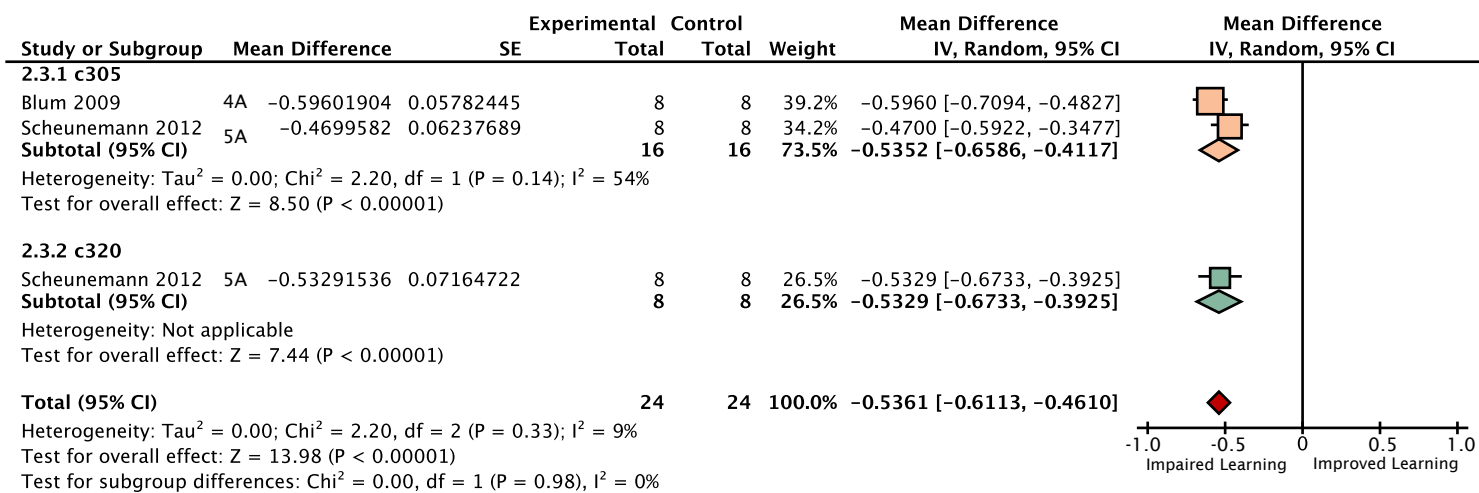 Experimental Control Mean Difference Mean Difference
Study or Subgroup Mean Difference SE Total Total Weight IV, Random, 95% CI IV, Random, 95% CI
2.3.1 c305
Blum 2009 4A −0.59601904 0.05782445 8 8 39.2% −0.5960 [−0.7094, −0.4827]
Scheunemann 2012 5A −0.4699582 0.06237689 8 8 34.2% −0.4700 [−0.5922, −0.3477]
Subtotal (95% CI) 16 16 73.5% −0.5352 [−0.6586, −0.4117]
Heterogeneity: Tau² = 0.00; Chi² = 2.20, df = 1 (P = 0.14); I² = 54%
Test for overall effect: Z = 8.50 (P < 0.00001)
2.3.2 c320
Scheunemann 2012 5A −0.53291536 0.07164722 8 8 26.5% −0.5329 [−0.6733, −0.3925]
Subtotal (95% CI) 8 8 26.5% −0.5329 [−0.6733, −0.3925]
Heterogeneity: Not applicable
Test for overall effect: Z = 7.44 (P < 0.00001)
Total (95% CI) 24 24 100.0% −0.5361 [−0.6113, −0.4610]
Heterogeneity: Tau² = 0.00; Chi² = 2.20, df = 2 (P = 0.33); I² = 9%
Test for overall effect: Z = 13.98 (P < 0.00001)
Test for subgroup differences: Chi² = 0.00, df = 1 (P = 0.98), I² = 0%
-1.0 -0.5 0 0.5 1.0
Impaired Learning Improved Learning